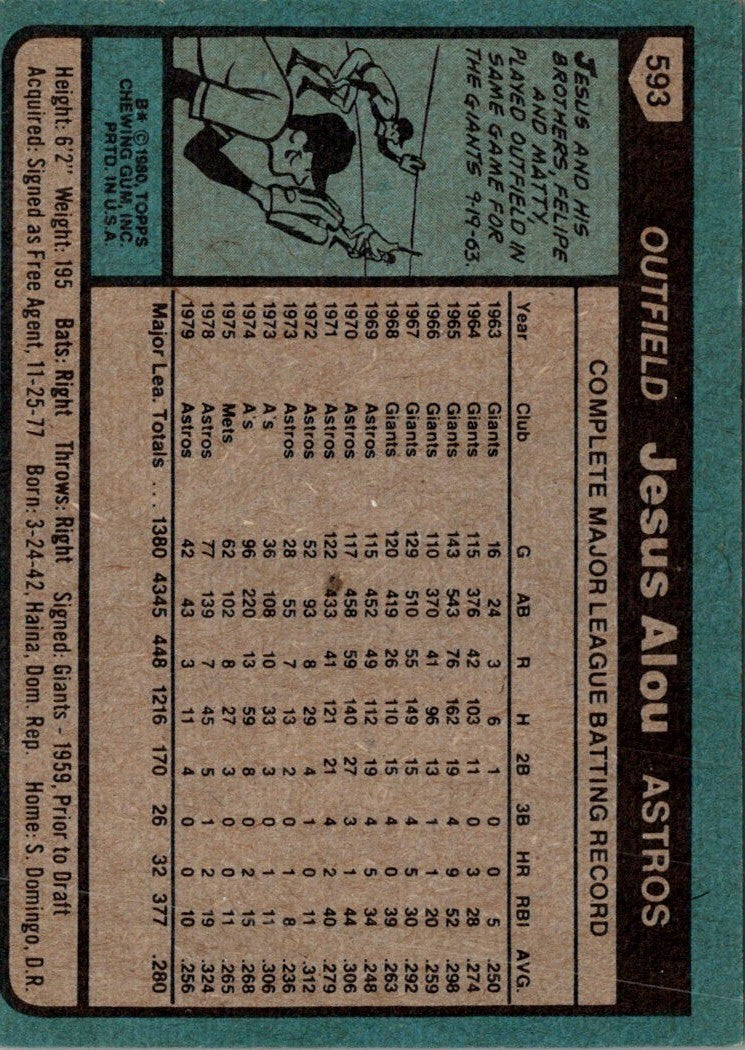 593
OUTFIELD Jesus Alou ASTROS
JESUS AND HIS
BROTHERS, FELIPE
AND MATTY,
PLAYED OUTFIELD IN
SAME GAME FOR
THE GIANTS 9-19-63.
B* © 1980, TOPPS
CHEWING GUM, INC.
PRTD. IN U.S.A.
COMPLETE MAJOR LEAGUE BATTING RECORD
Year Club G AB R H 2B 3B HR RBI AVG.
1963 Giants 16 24 3 6 1 0 0 5 .250
1964 Giants 115 376 42 103 11 0 3 28 .274
1965 Giants 143 543 76 162 19 4 9 52 .298
1966 Giants 110 370 41 96 13 1 1 20 .259
1967 Giants 129 510 55 149 15 4 5 30 .292
1968 Giants 120 419 26 110 15 4 0 39 .263
1969 Astros 115 452 49 112 19 4 5 34 .248
1970 Astros 117 458 59 140 27 3 1 44 .306
1971 Astros 122 433 41 121 21 4 2 40 .279
1972 Astros 52 93 8 29 4 1 0 11 .312
1973 Astros 28 55 7 13 2 0 1 8 .236
1973 A's 36 108 10 33 3 0 1 11 .306
1974 A's 96 220 13 59 8 0 2 15 .268
1975 Mets 62 102 8 27 3 0 0 11 .265
1978 Astros 77 139 7 45 5 1 2 19 .324
1979 Astros 42 43 3 11 4 0 0 10 .256
Major Lea. Totals . . . 1380 4345 448 1216 170 26 32 377 .280
Height: 6'2" Weight: 195 Bats: Right Throws: Right Signed: Giants - 1959, Prior to Draft
Acquired: Signed as Free Agent, 11-25-77 Born: 3-24-42, Haina, Dom. Rep. Home: S. Domingo, D.R.